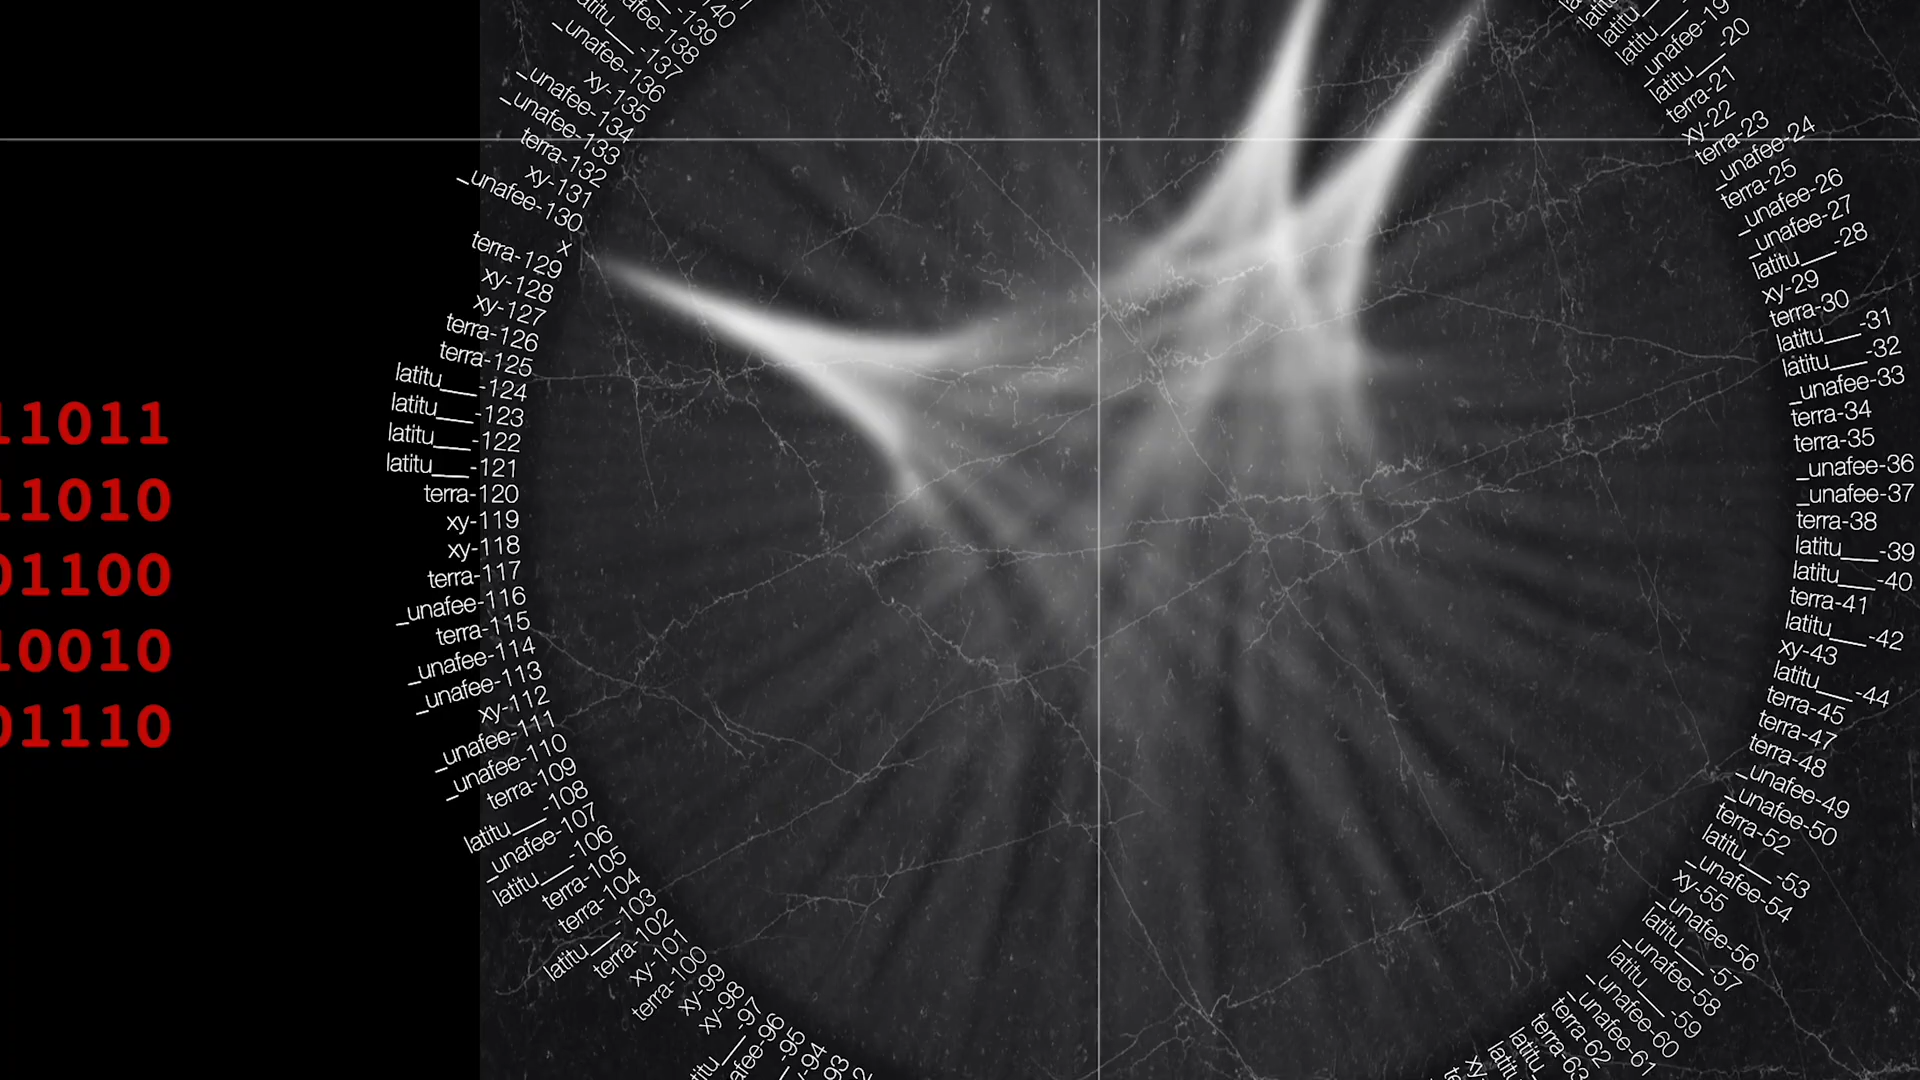 11011
11010
01100
10010
01110
_unafee-136
xy-135
_unafee-134
_unafee-133
terra-132
xy-131
_unafee-130
x
terra-129
xy-128
xy-127
terra-126
terra-125
latitu___-124
latitu___-123
latitu___-122
latitu___-121
terra-120
xy-119
xy-118
terra-117
_unafee-116
terra-115
_unafee-114
_unafee-113
xy-112
_unafee-111
_unafee-110
terra-109
latitu___-108
_unafee-107
latitu___-106
terra-105
terra-104
latitu___-103
terra-102
xy-101
terra-100
xy-99
xy-98
latitu___-20
terra-21
xy-22
terra-23
_unafee-24
terra-25
_unafee-26
_unafee-27
latitu___-28
xy-29
terra-30
latitu___-31
latitu___-32
_unafee-33
terra-34
terra-35
_unafee-36
_unafee-37
terra-38
latitu___-39
latitu___-40
terra-41
latitu___-42
xy-43
latitu___-44
terra-45
terra-47
terra-48
_unafee-49
_unafee-50
terra-52
latitu___-53
_unafee-54
xy-55
_unafee-56
latitu___-57
_unafee-58
latitu___-59
_unafee-60
_unafee-61
terra-62
terra-63